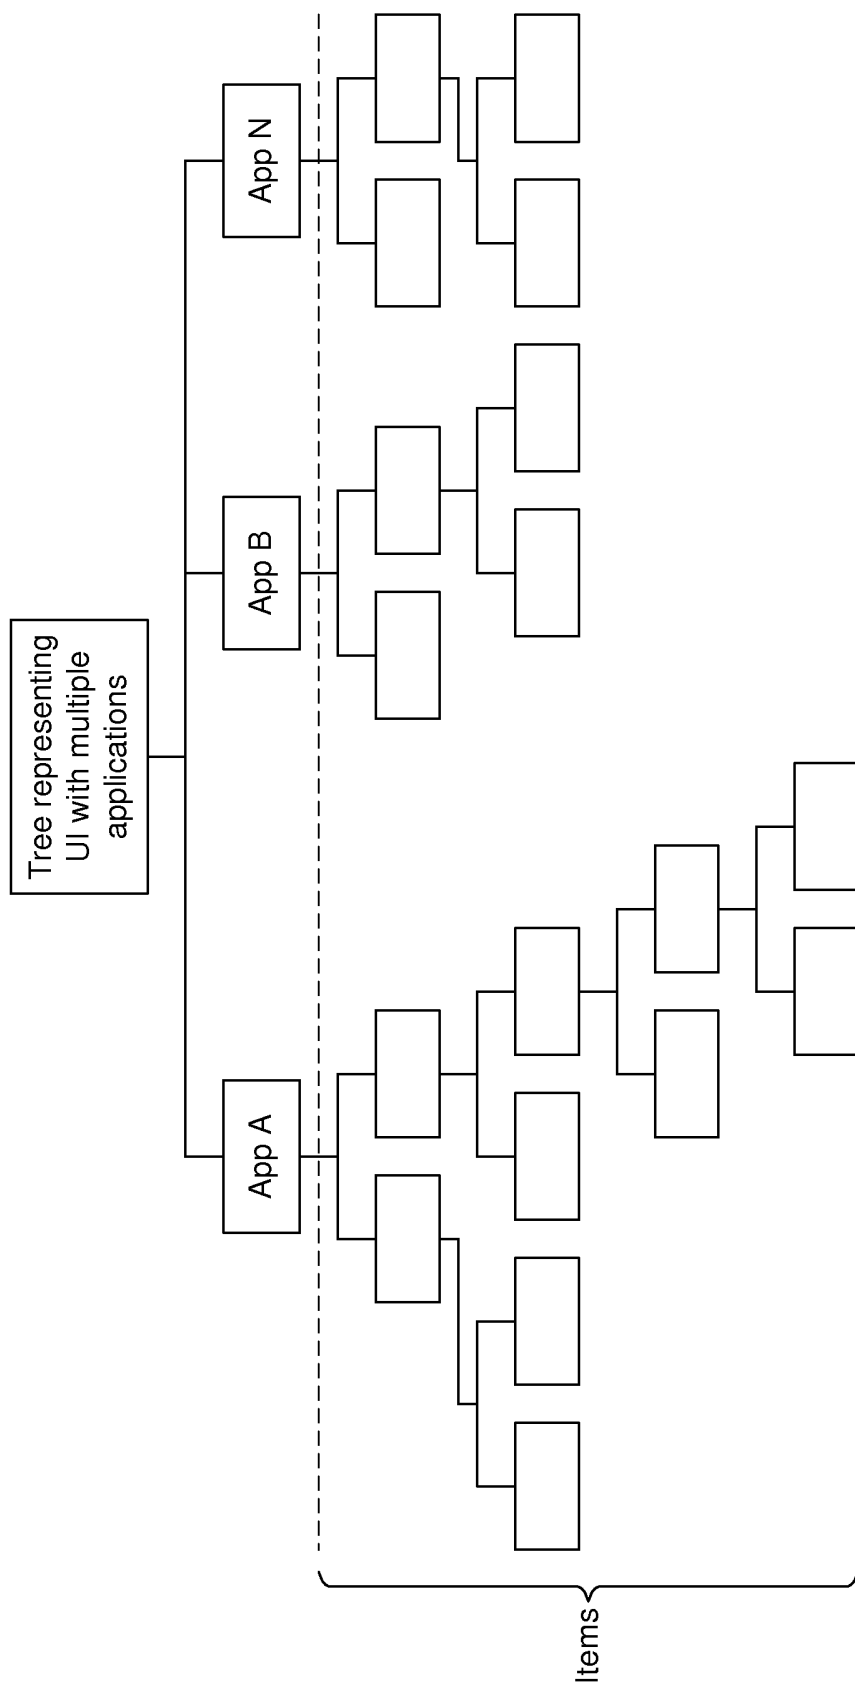 Tree representing
UI with multiple
applications
App A
App B
App N
Items